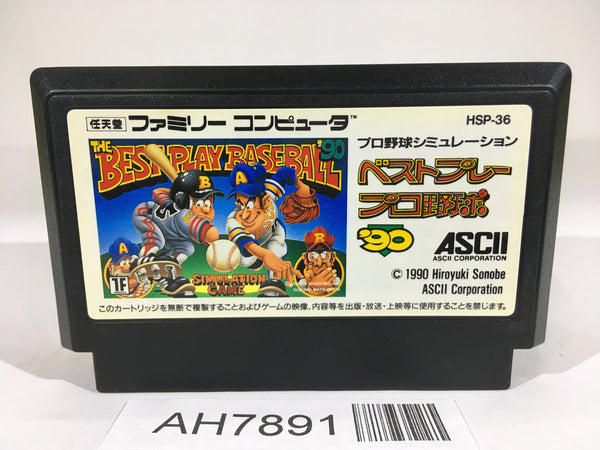 任天堂 ファミリー コンピュータ™
HSP-36
THE BEST PLAY BASEBALL '90
プロ野球シミュレーション
ベストプレー
プロ野球
'90
ASCII
ASCII CORPORATION
B
A
A
R
1F
SIMULATION
GAME
© 1990 Hiroyuki Sonobe
ASCII Corporation
このカートリッジを無断で複製することおよびゲームの映像、内容等を出版・放送・上映等に使用することを禁じます。
AH7891